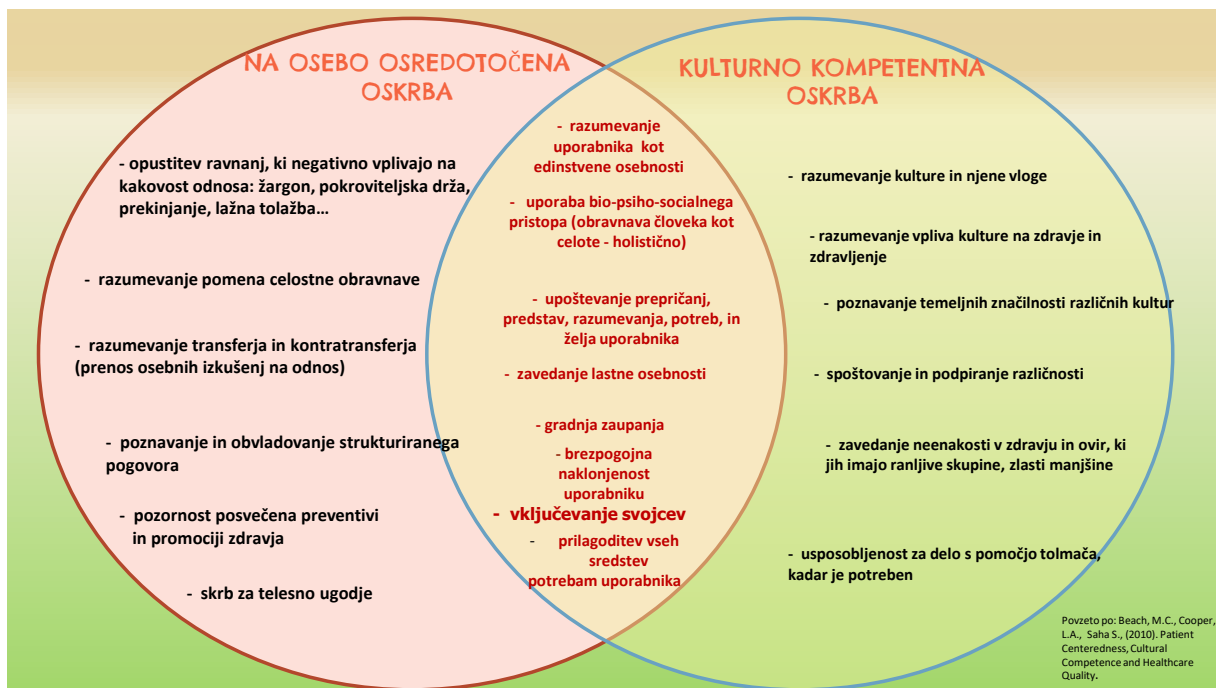 NA OSEBO OSREDOTOČENA
OSKRBA
- opustitev ravnanj, ki negativno vplivajo na
kakovost odnosa: žargon, pokroviteljska drža,
prekinjanje, lažna tolažba…
- razumevanje pomena celostne obravnave
- razumevanje transferja in kontratransferja
(prenos osebnih izkušenj na odnos)
- poznavanje in obvladovanje strukturiranega
pogovora
- pozornost posvečena preventivi
in promociji zdravja
- skrb za telesno ugodje
- razumevanje
uporabnika kot
edinstvene osebnosti
- uporaba bio-psiho-socialnega
pristopa (obravnava človeka kot
celote - holistično)
- upoštevanje prepričanj,
predstav, razumevanja, potreb, in
želja uporabnika
- zavedanje lastne osebnosti
- gradnja zaupanja
- brezpogojna
naklonjenost
uporabniku
- vključevanje svojcev
- prilagoditev vseh
sredstev
potrebam uporabnika
KULTURNO KOMPETENTNA
OSKRBA
- razumevanje kulture in njene vloge
- razumevanje vpliva kulture na zdravje in
zdravljenje
- poznavanje temeljnih značilnosti različnih kultur
- spoštovanje in podpiranje različnosti
- zavedanje neenakosti v zdravju in ovir, ki
jih imajo ranljive skupine, zlasti manjšine
- usposobljenost za delo s pomočjo tolmača,
kadar je potreben
Povzeto po: Beach, M.C., Cooper,
L.A., Saha S., (2010). Patient
Centeredness, Cultural
Competence and Healthcare
Quality.